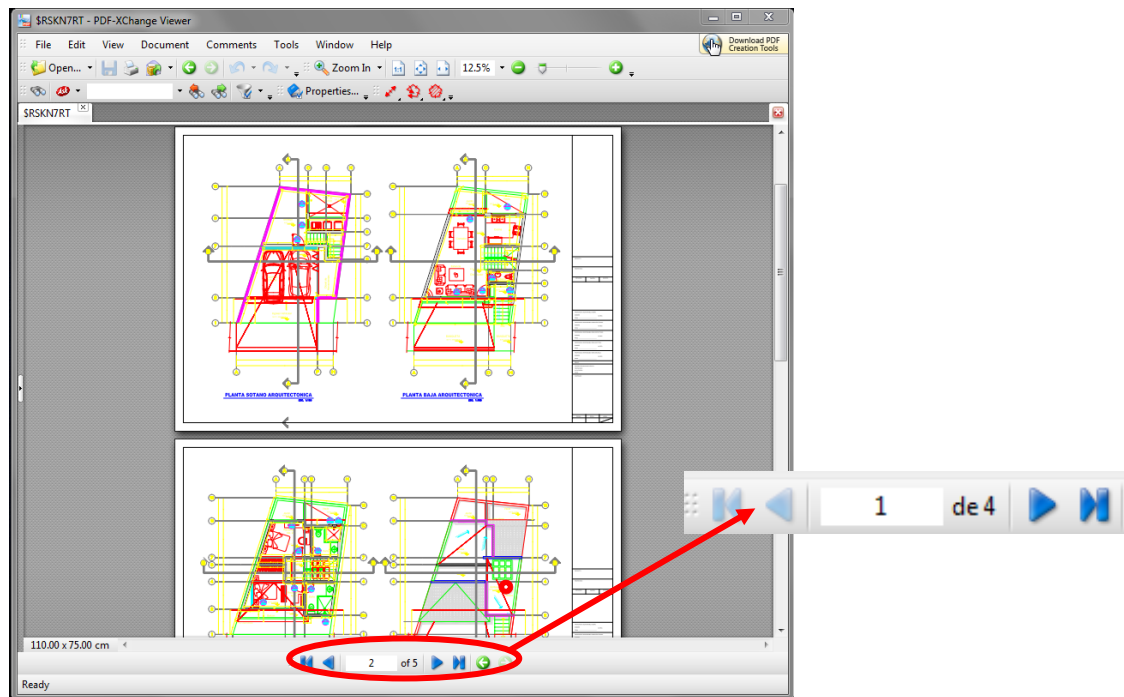 $RSKN7RT - PDF-XChange Viewer
File Edit View Document Comments Tools Window Help
Download PDF
Creation Tools
Open... Zoom In 12.5%
Properties...
$RSKN7RT
PLANTA SOTANO ARQUITECTONICA
PLANTA BAJA ARQUITECTONICA
1 de 4
110.00 x 75.00 cm
2 of 5
Ready